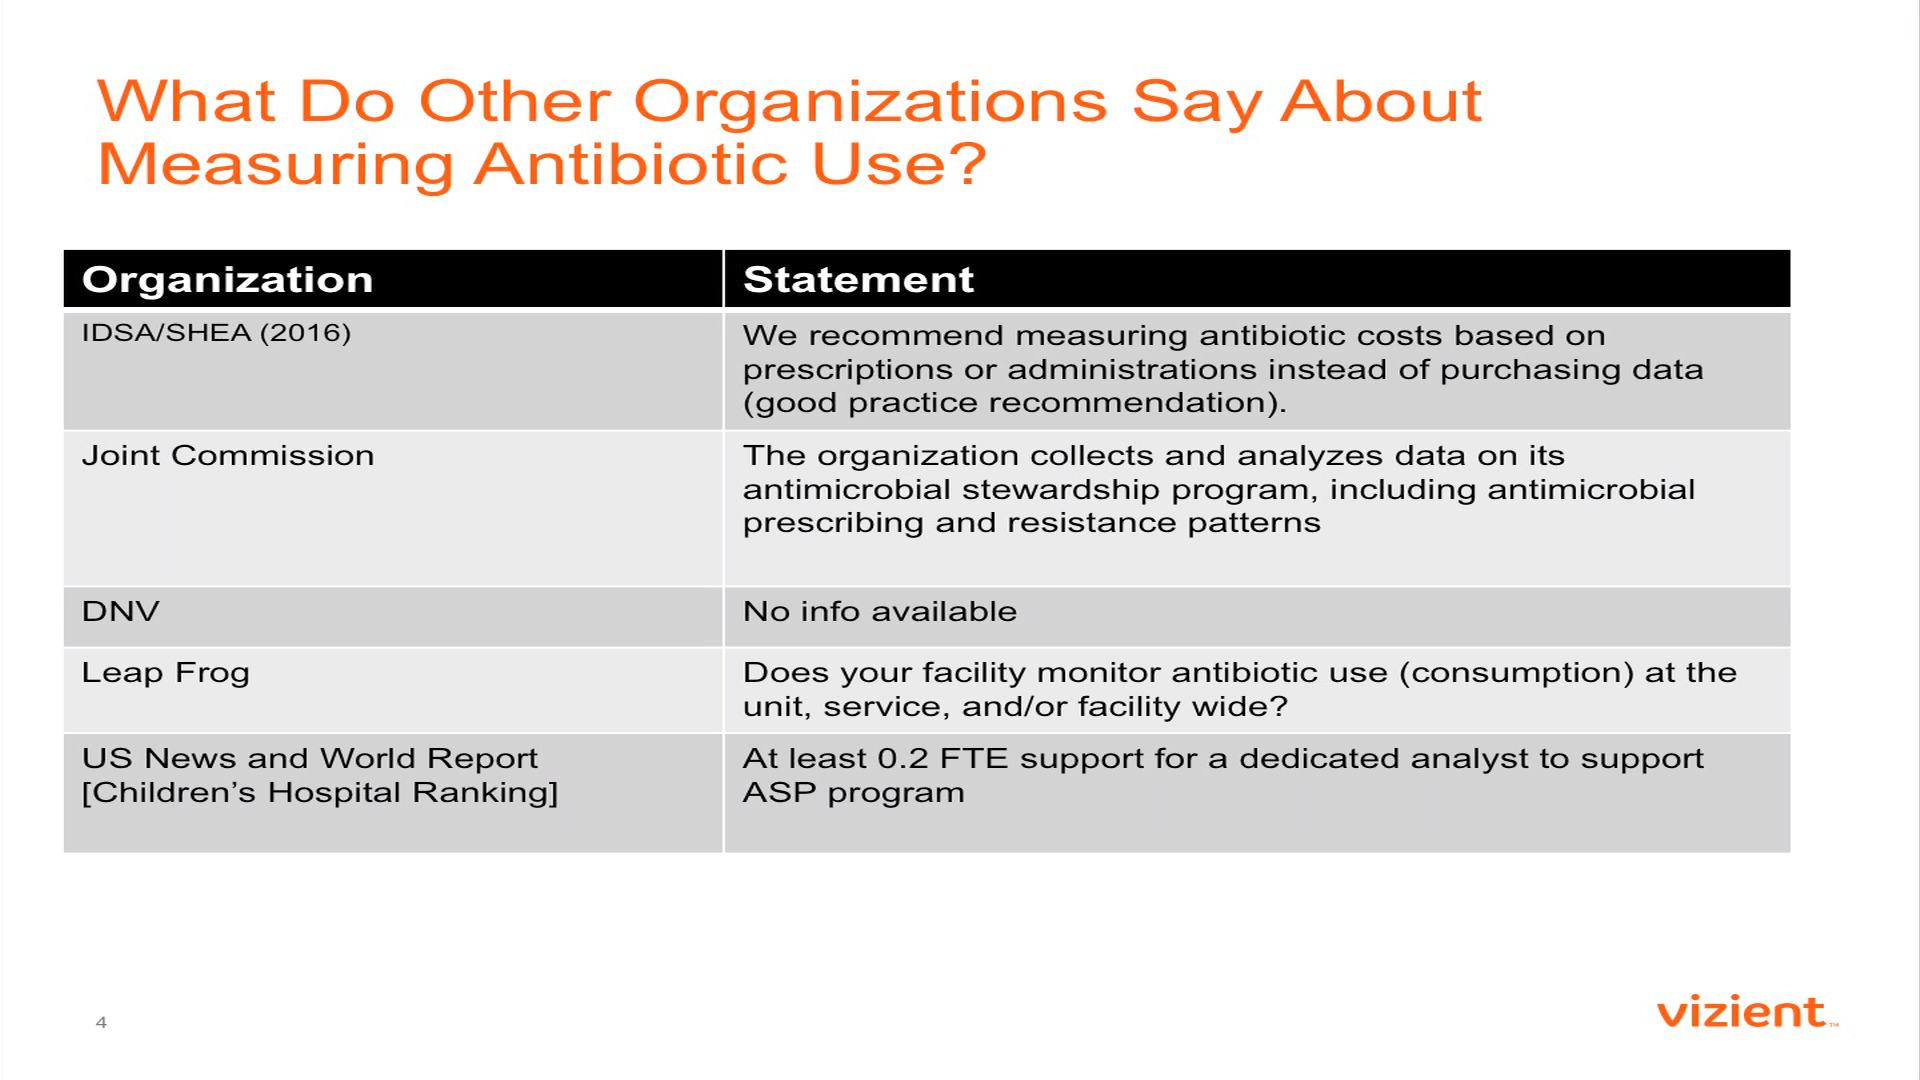 What Do Other Organizations Say About
Measuring Antibiotic Use?
Organization
Statement
IDSA/SHEA (2016)
We recommend measuring antibiotic costs based on
prescriptions or administrations instead of purchasing data
(good practice recommendation).
Joint Commission
The organization collects and analyzes data on its
antimicrobial stewardship program, including antimicrobial
prescribing and resistance patterns
DNV
No info available
Leap Frog
Does your facility monitor antibiotic use (consumption) at the
unit, service, and/or facility wide?
US News and World Report
[Children’s Hospital Ranking]
At least 0.2 FTE support for a dedicated analyst to support
ASP program
4
vizient™